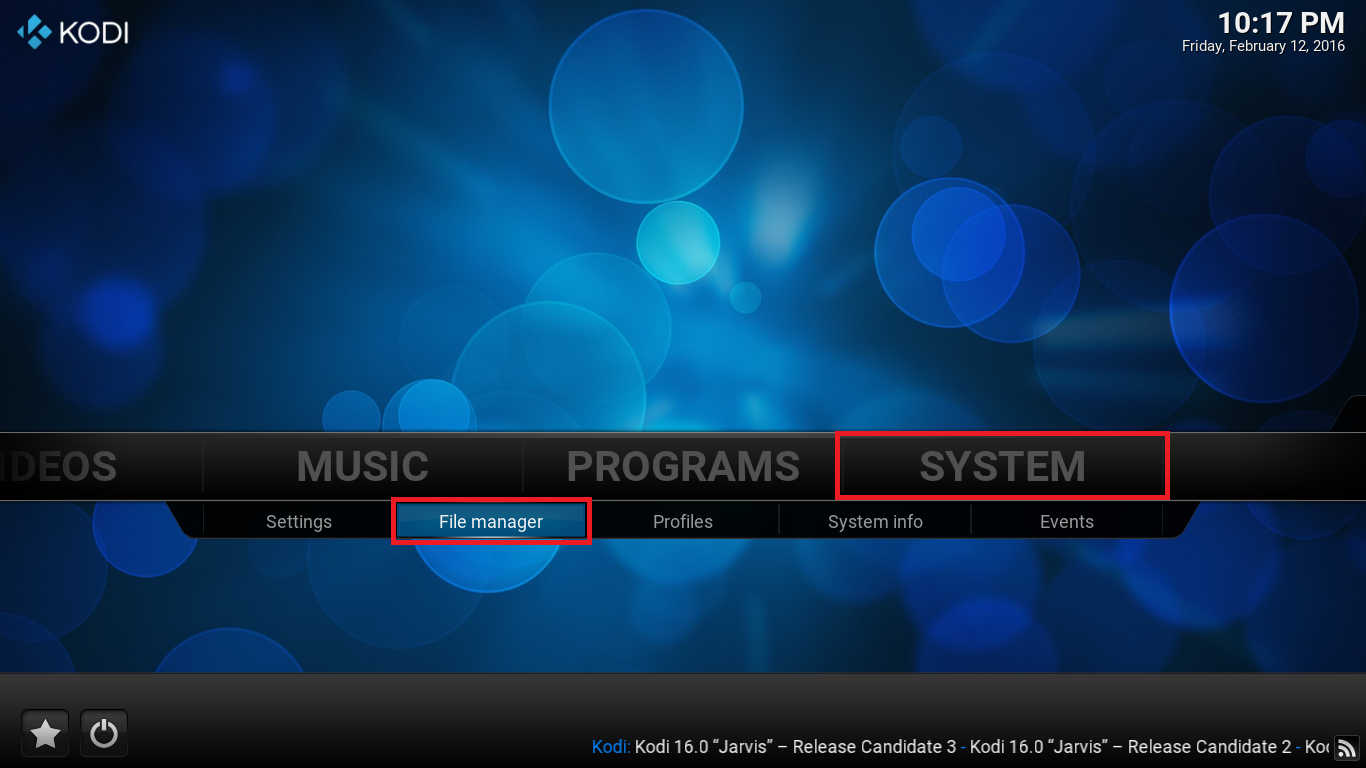 KODI
10:17 PM
Friday, February 12, 2016
IDEOS MUSIC PROGRAMS SYSTEM
Settings File manager Profiles System info Events
Kodi: Kodi 16.0 “Jarvis” – Release Candidate 3 - Kodi 16.0 “Jarvis” – Release Candidate 2 - Ko